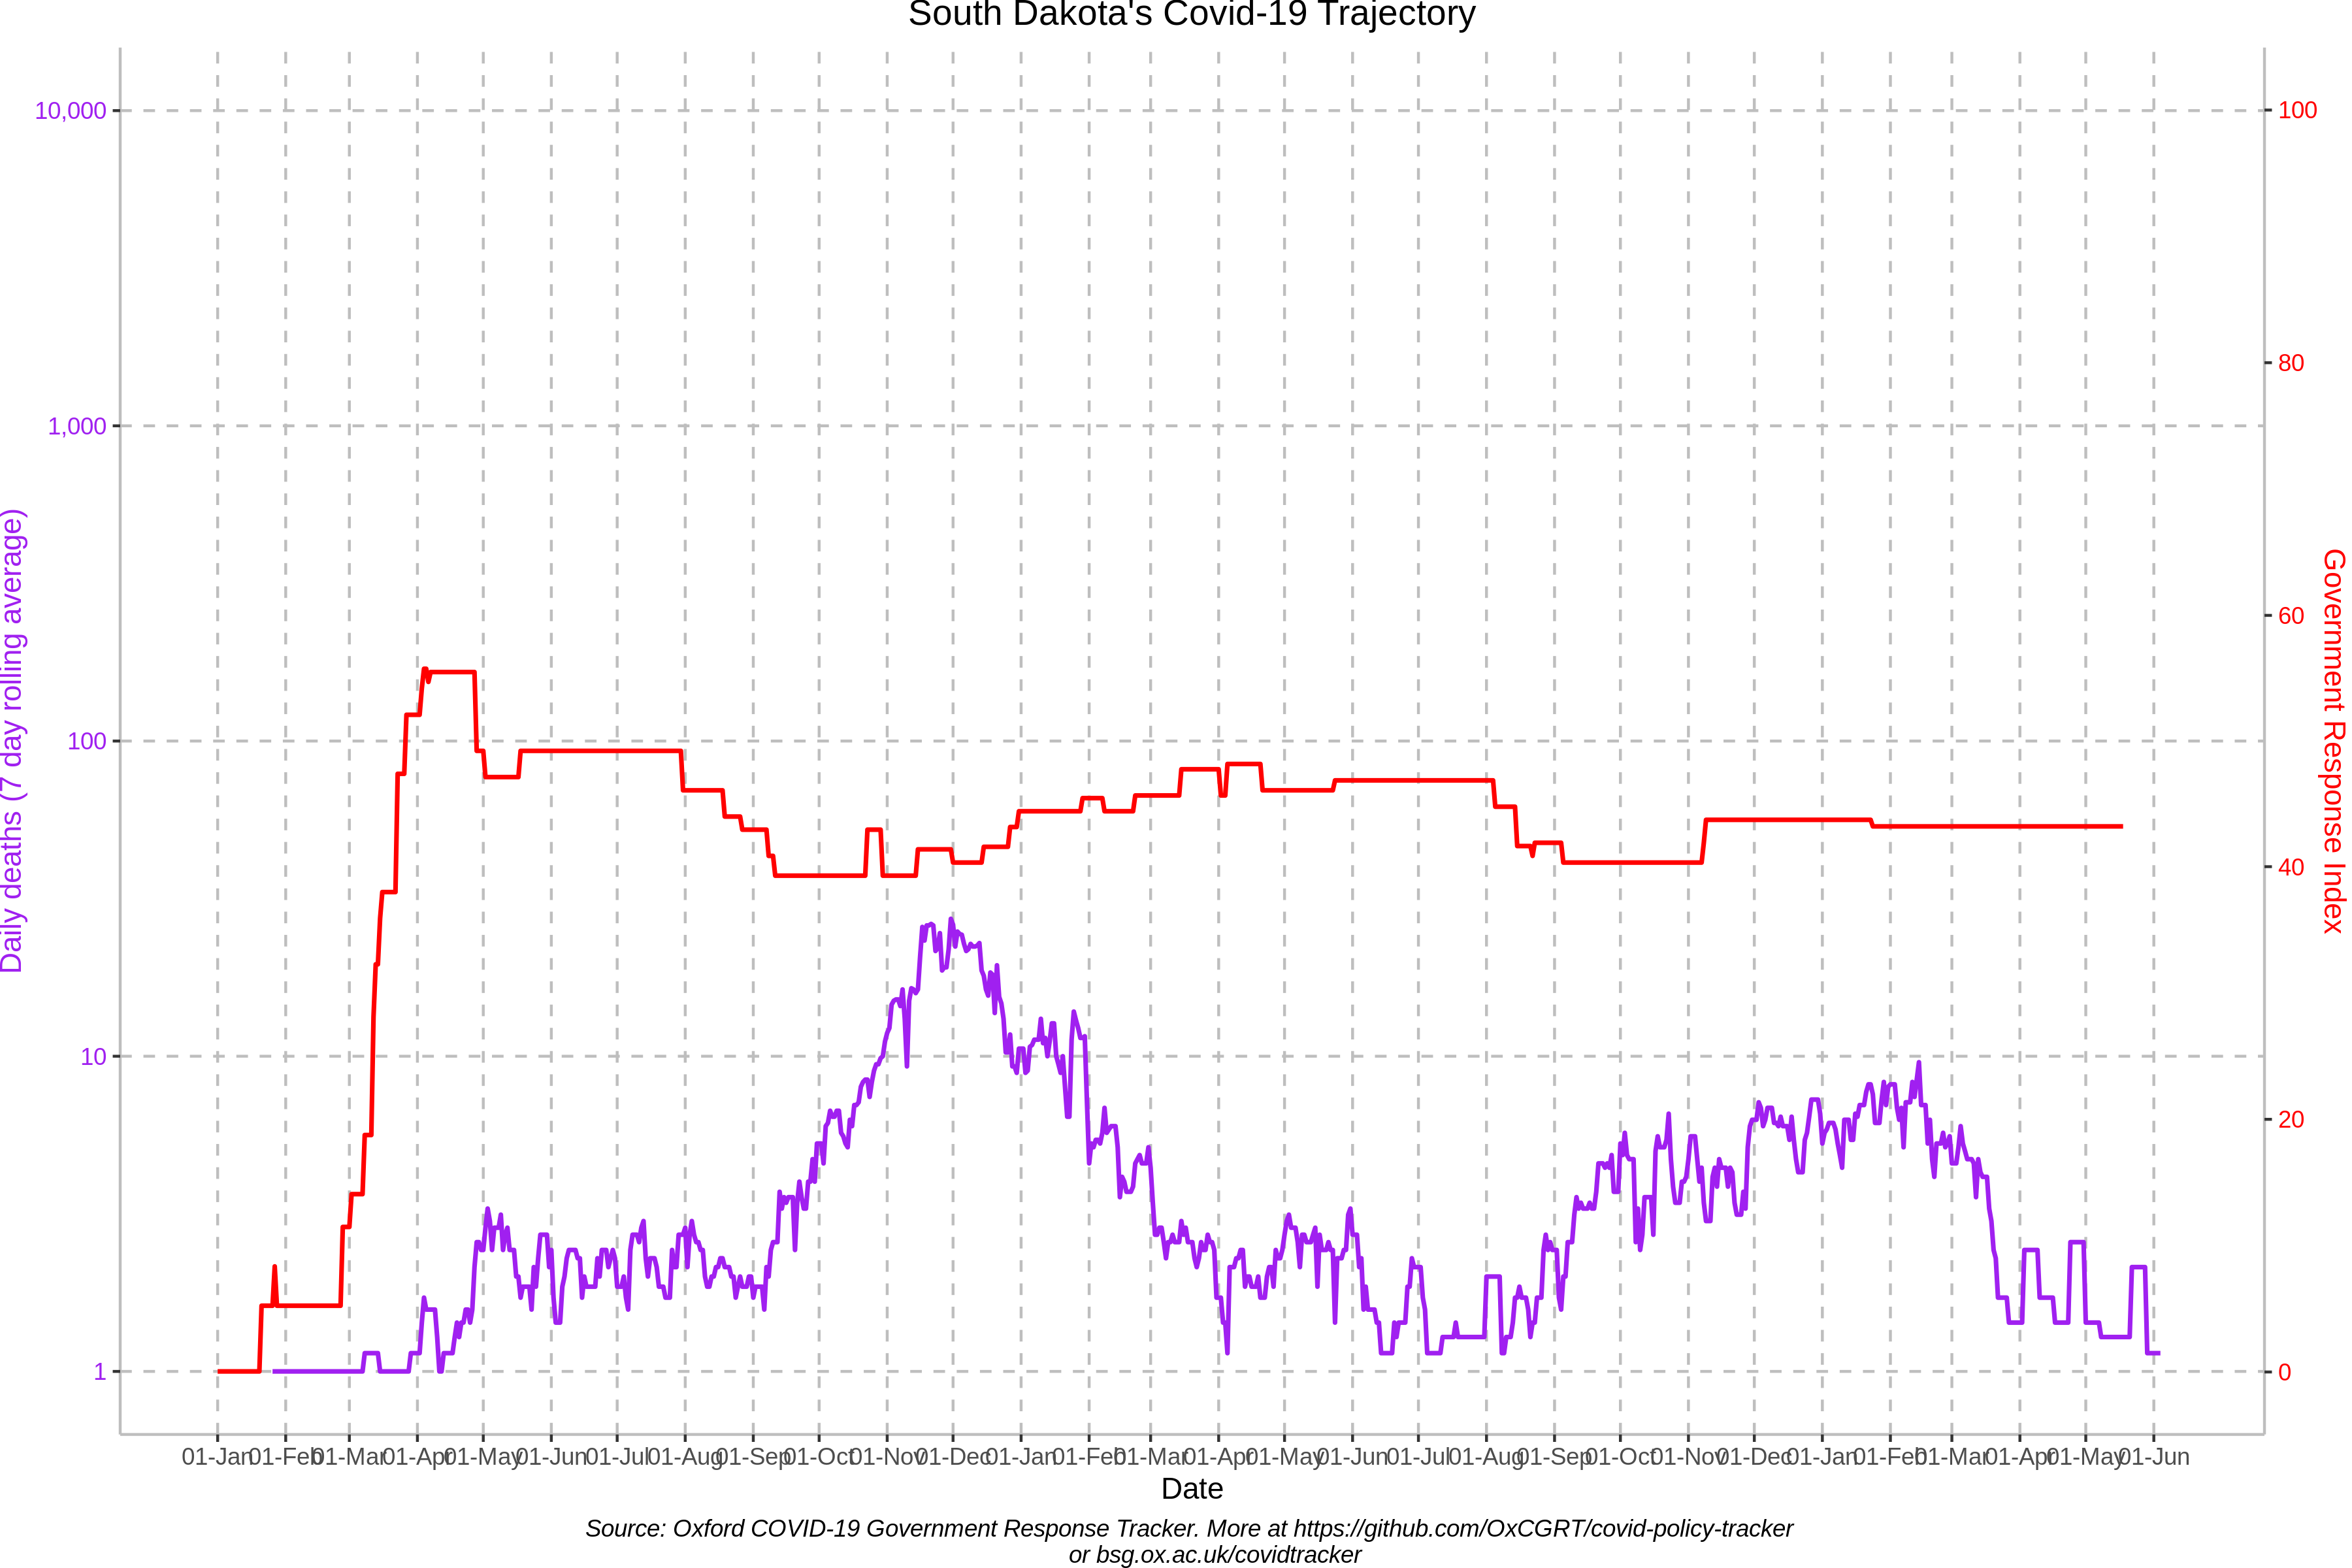 South Dakota's Covid-19 Trajectory
10,000
1,000
100
10
1
Daily deaths (7 day rolling average)
100
80
60
40
20
0
Government Response Index
01-Jan 01-Feb 01-Mar 01-Apr 01-May 01-Jun 01-Jul 01-Aug 01-Sep 01-Oct 01-Nov 01-Dec 01-Jan 01-Feb 01-Mar 01-Apr 01-May 01-Jun 01-Jul 01-Aug 01-Sep 01-Oct 01-Nov 01-Dec 01-Jan 01-Feb 01-Mar 01-Apr 01-May 01-Jun
Date
Source: Oxford COVID-19 Government Response Tracker. More at https://github.com/OxCGRT/covid-policy-tracker
or bsg.ox.ac.uk/covidtracker